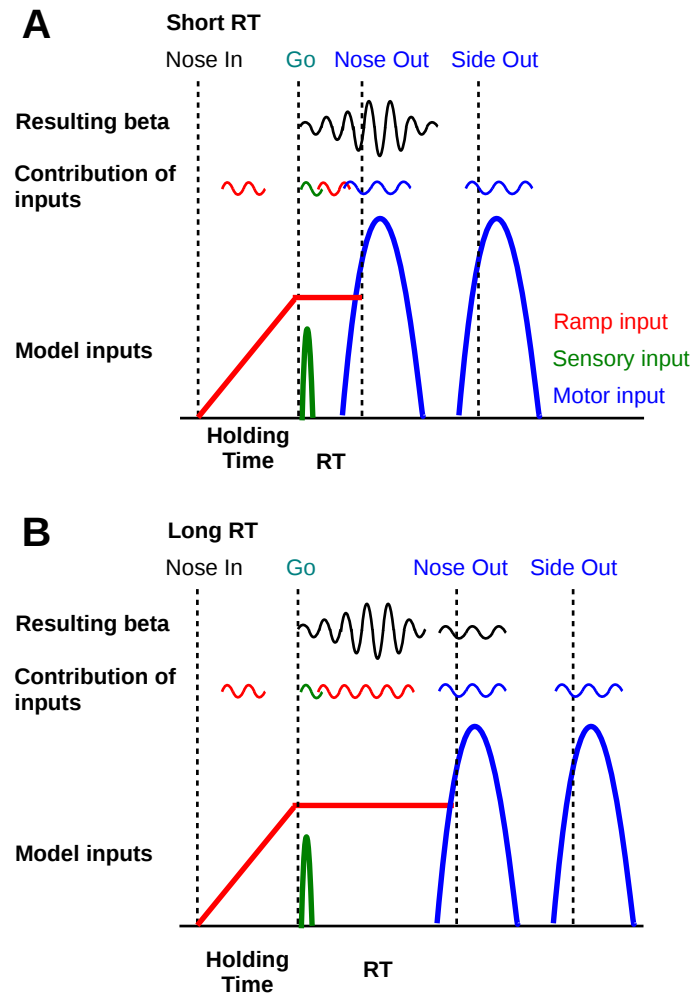 A
Short RT
Nose In
Go
Nose Out
Side Out
Resulting beta
Contribution of
inputs
Ramp input
Sensory input
Motor input
Model inputs
Holding
Time
RT
B
Long RT
Nose In
Go
Nose Out
Side Out
Resulting beta
Contribution of
inputs
Model inputs
Holding
Time
RT